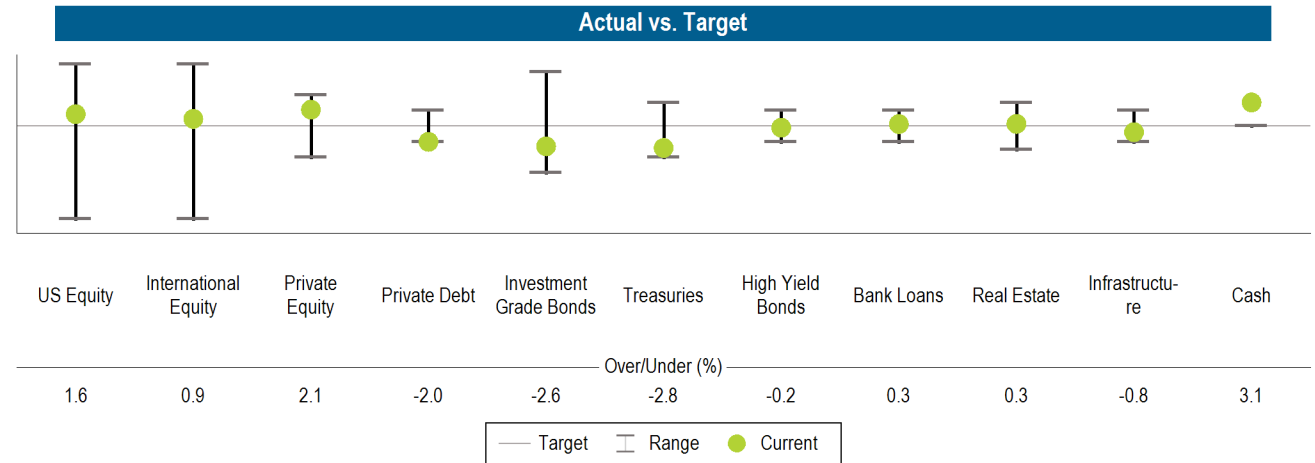 Actual vs. Target
US Equity
International
Equity
Private
Equity
Private Debt
Investment
Grade Bonds
Treasuries
High Yield
Bonds
Bank Loans
Real Estate
Infrastructu-
re
Cash
Over/Under (%)
1.6 0.9 2.1 -2.0 -2.6 -2.8 -0.2 0.3 0.3 -0.8 3.1
Target Range Current